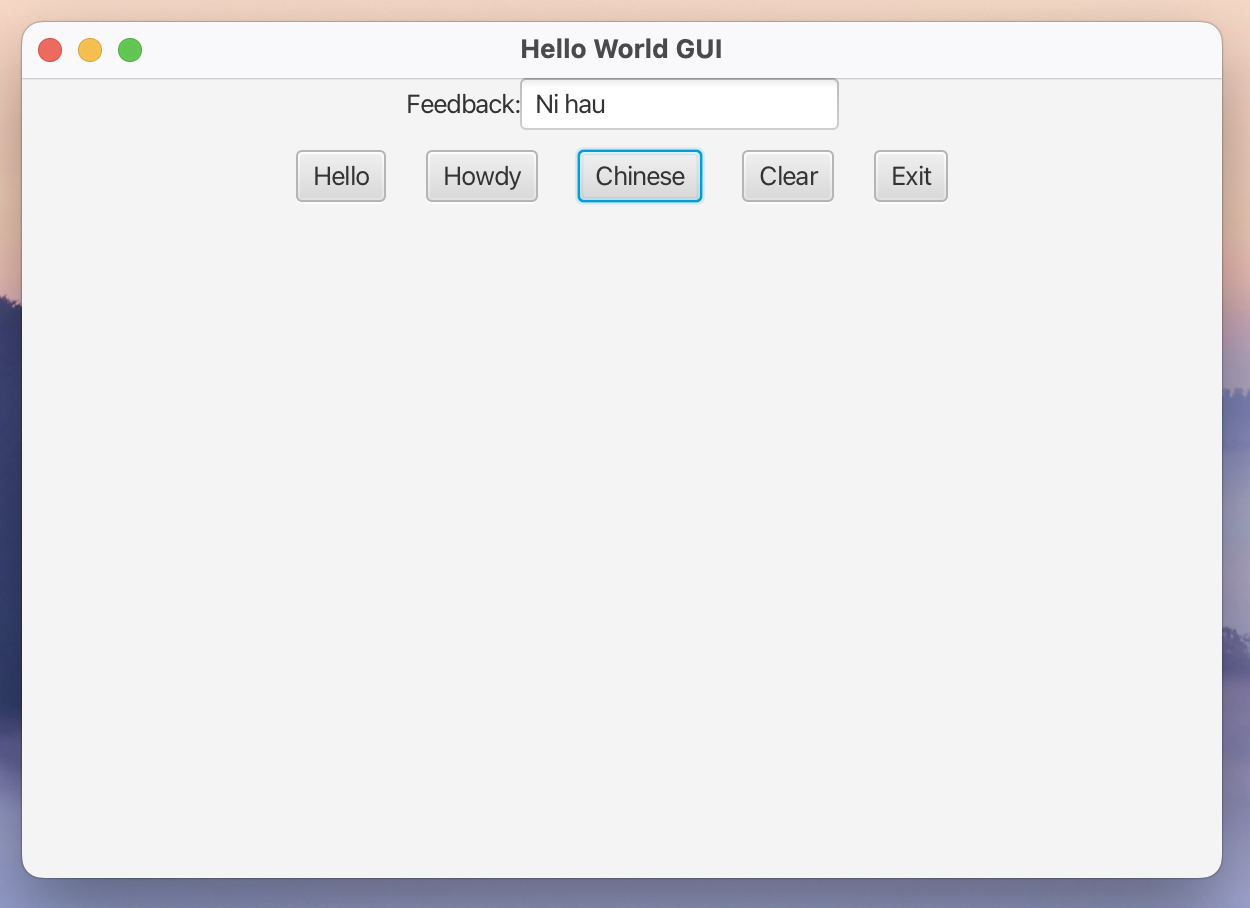 Hello World GUI
Feedback: Ni hau
Hello Howdy Chinese Clear Exit